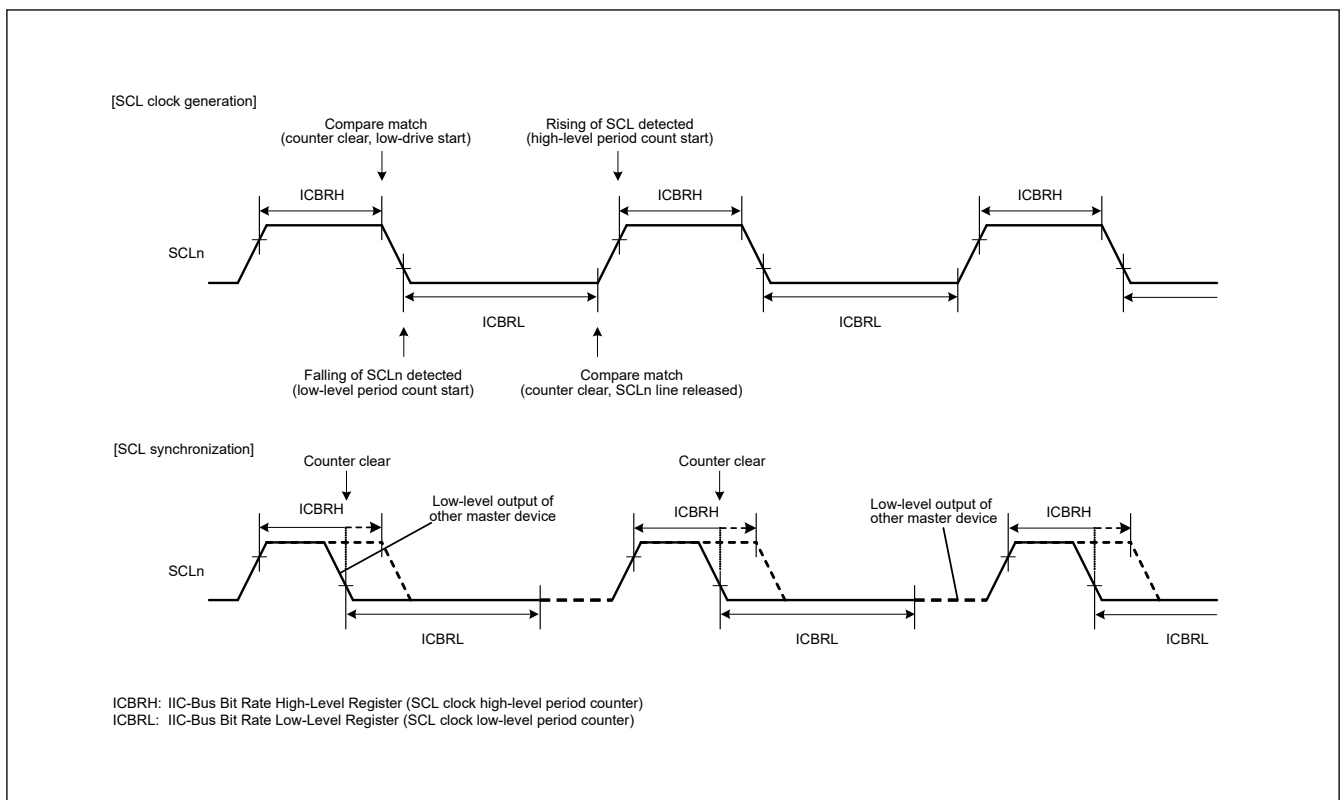 [SCL clock generation]
Compare match
(counter clear, low-drive start)
Rising of SCL detected
(high-level period count start)
ICBRH
ICBRH
ICBRH
SCLn
ICBRL
ICBRL
Falling of SCLn detected
(low-level period count start)
Compare match
(counter clear, SCLn line released)
[SCL synchronization]
Counter clear
Counter clear
ICBRH
Low-level output of
other master device
ICBRH
Low-level output of
other master device
ICBRH
SCLn
ICBRL
ICBRL
ICBRL
ICBRH: IIC-Bus Bit Rate High-Level Register (SCL clock high-level period counter)
ICBRL: IIC-Bus Bit Rate Low-Level Register (SCL clock low-level period counter)